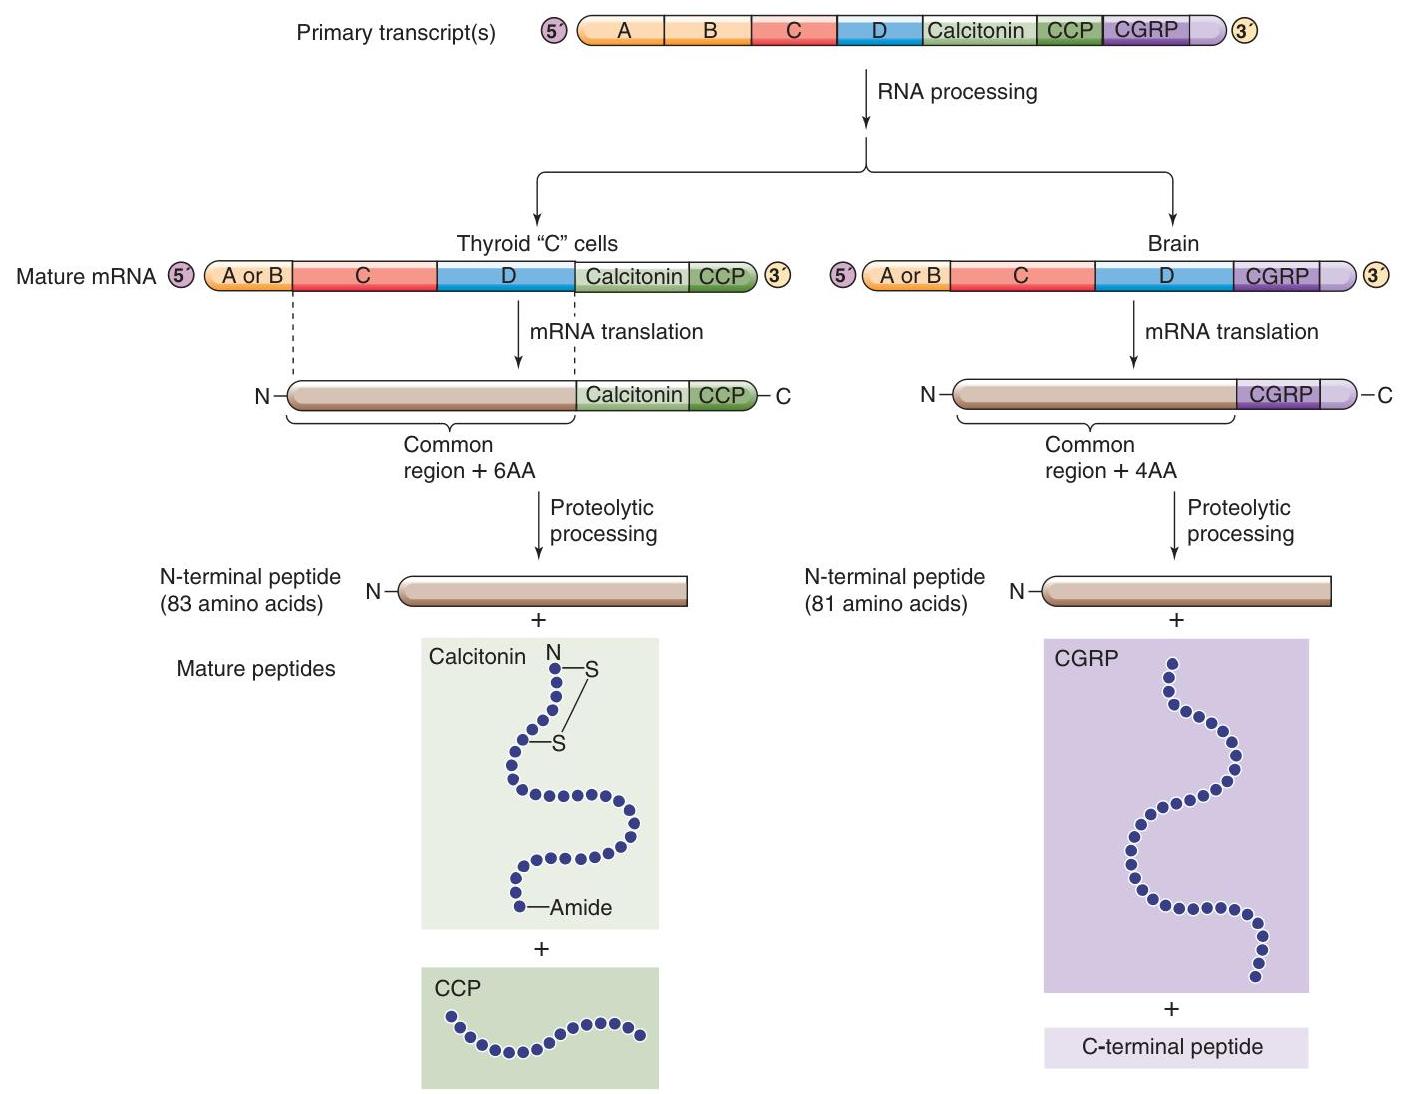 Primary transcript(s) 5´ A B C D Calcitonin CCP CGRP 3´
RNA processing
Thyroid “C” cells
Brain
Mature mRNA 5´ A or B C D Calcitonin CCP 3´
5´ A or B C D CGRP 3´
mRNA translation
mRNA translation
N Calcitonin CCP C
N CGRP C
Common
region + 6AA
Common
region + 4AA
Proteolytic
processing
Proteolytic
processing
N-terminal peptide
(83 amino acids)
N
N-terminal peptide
(81 amino acids)
N
+
+
Mature peptides
Calcitonin
N
S
S
Amide
CGRP
+
CCP
+
C-terminal peptide